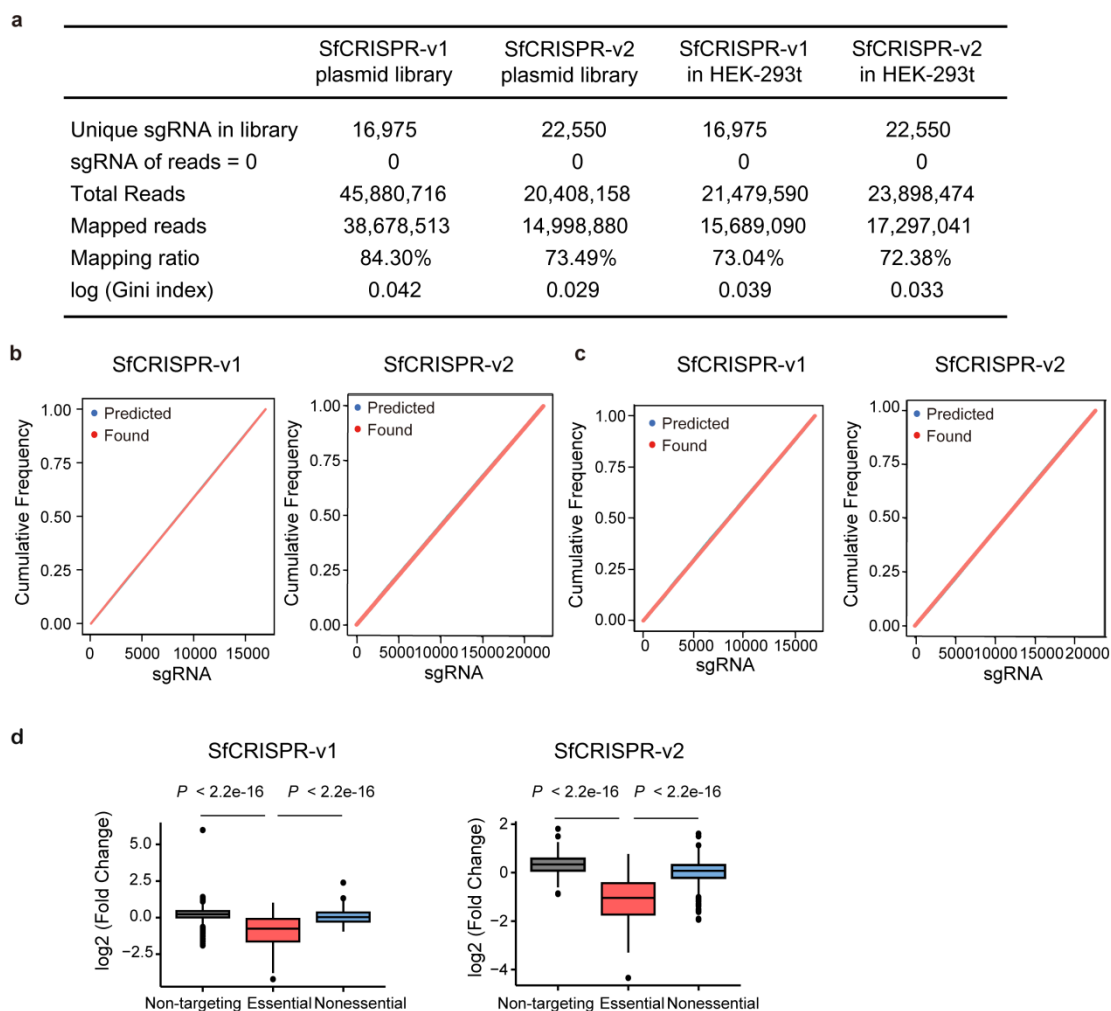 a
SfCRISPR-v1 SfCRISPR-v2 SfCRISPR-v1 SfCRISPR-v2
plasmid library plasmid library in HEK-293t in HEK-293t
Unique sgRNA in library 16,975 22,550 16,975 22,550
sgRNA of reads = 0 0 0 0 0
Total Reads 45,880,716 20,408,158 21,479,590 23,898,474
Mapped reads 38,678,513 14,998,880 15,689,090 17,297,041
Mapping ratio 84.30% 73.49% 73.04% 72.38%
log (Gini index) 0.042 0.029 0.039 0.033
b
SfCRISPR-v1
Cumulative Frequency
1.00
0.75
0.50
0.25
0.00
Predicted
Found
0 5000 10000 15000
sgRNA
SfCRISPR-v2
Cumulative Frequency
1.00
0.75
0.50
0.25
0.00
Predicted
Found
0 5000 10000 15000 20000
sgRNA
c
SfCRISPR-v1
Cumulative Frequency
1.00
0.75
0.50
0.25
0.00
Predicted
Found
0 5000 10000 15000
sgRNA
SfCRISPR-v2
Cumulative Frequency
1.00
0.75
0.50
0.25
0.00
Predicted
Found
0 5000 10000 15000 20000
sgRNA
d
SfCRISPR-v1
P < 2.2e-16 P < 2.2e-16
log2 (Fold Change)
5.0
2.5
0.0
−2.5
Non-targeting Essential Nonessential
SfCRISPR-v2
P < 2.2e-16 P < 2.2e-16
log2 (Fold Change)
2
0
−2
−4
Non-targeting Essential Nonessential